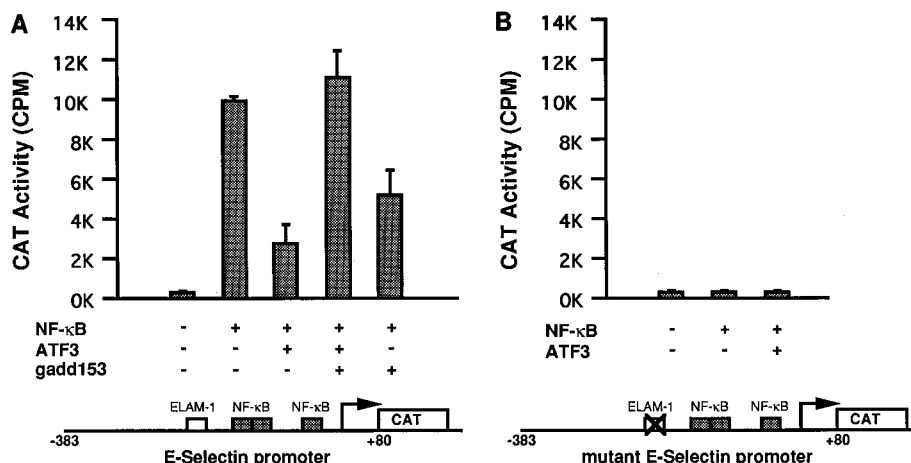 A
CAT Activity (CPM)
14K
12K
10K
8K
6K
4K
2K
0K
NF-κB - + + + +
ATF3 - - + + -
gadd153 - - - + +
ELAM-1 NF-κB NF-κB
CAT
-383 +80
E-Selectin promoter
B
CAT Activity (CPM)
14K
12K
10K
8K
6K
4K
2K
0K
NF-κB - + +
ATF3 - - +
ELAM-1 NF-κB NF-κB
CAT
-383 +80
mutant E-Selectin promoter